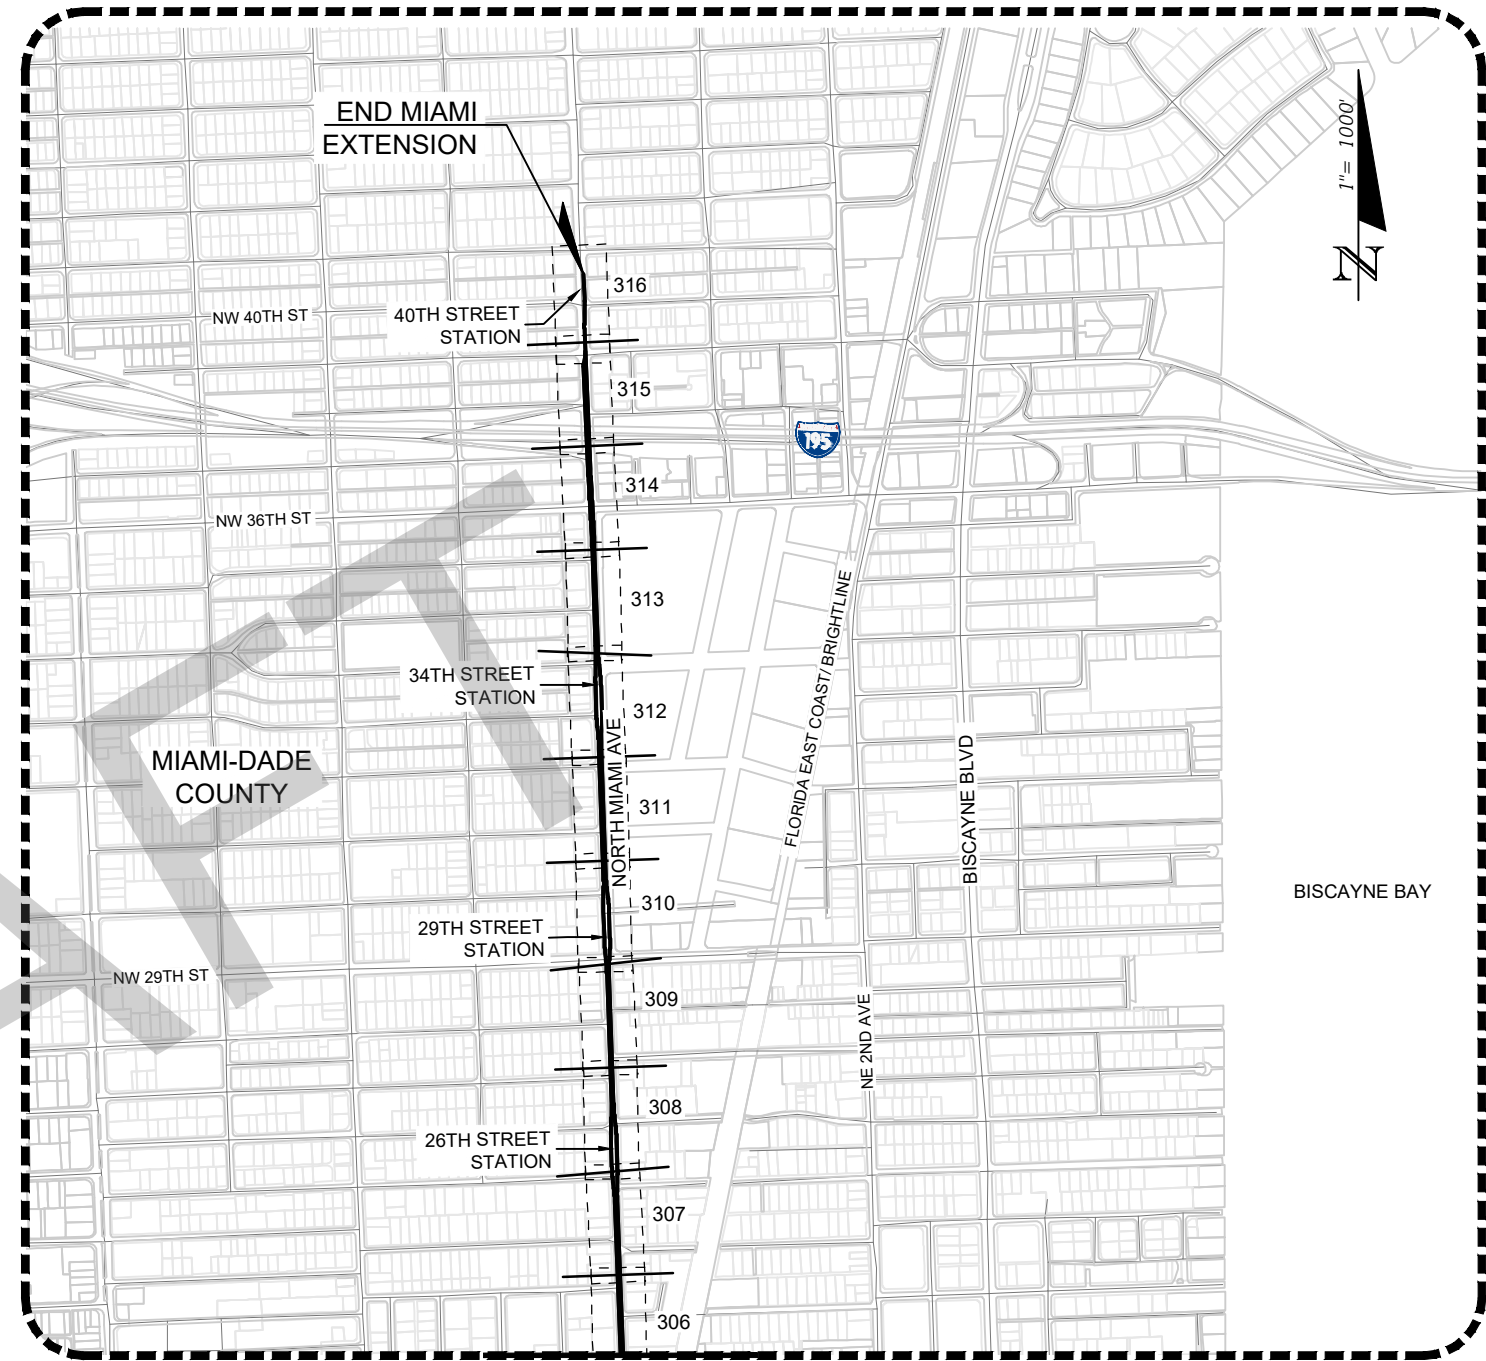 END MIAMI
EXTENSION
1"= 1000'
N
316
NW 40TH ST
40TH STREET
STATION
315
195
314
NW 36TH ST
313
34TH STREET
STATION
312
NORTH MIAMI AVE
FLORIDA EAST COAST/ BRIGHTLINE
BISCAYNE BLVD
MIAMI-DADE
COUNTY
311
BISCAYNE BAY
310
29TH STREET
STATION
NW 29TH ST
309
NE 2ND AVE
308
26TH STREET
STATION
307
306
AFT